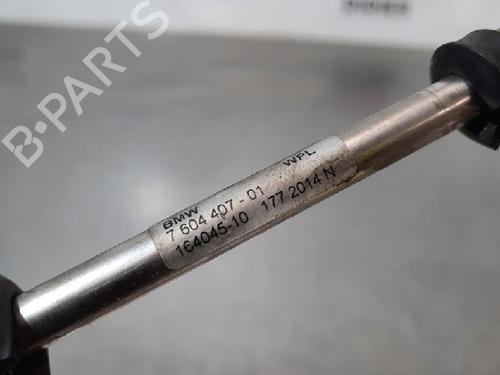 BMW WPL
7 604 407 - 01
164045-10 177 2014 N
B-PARTS